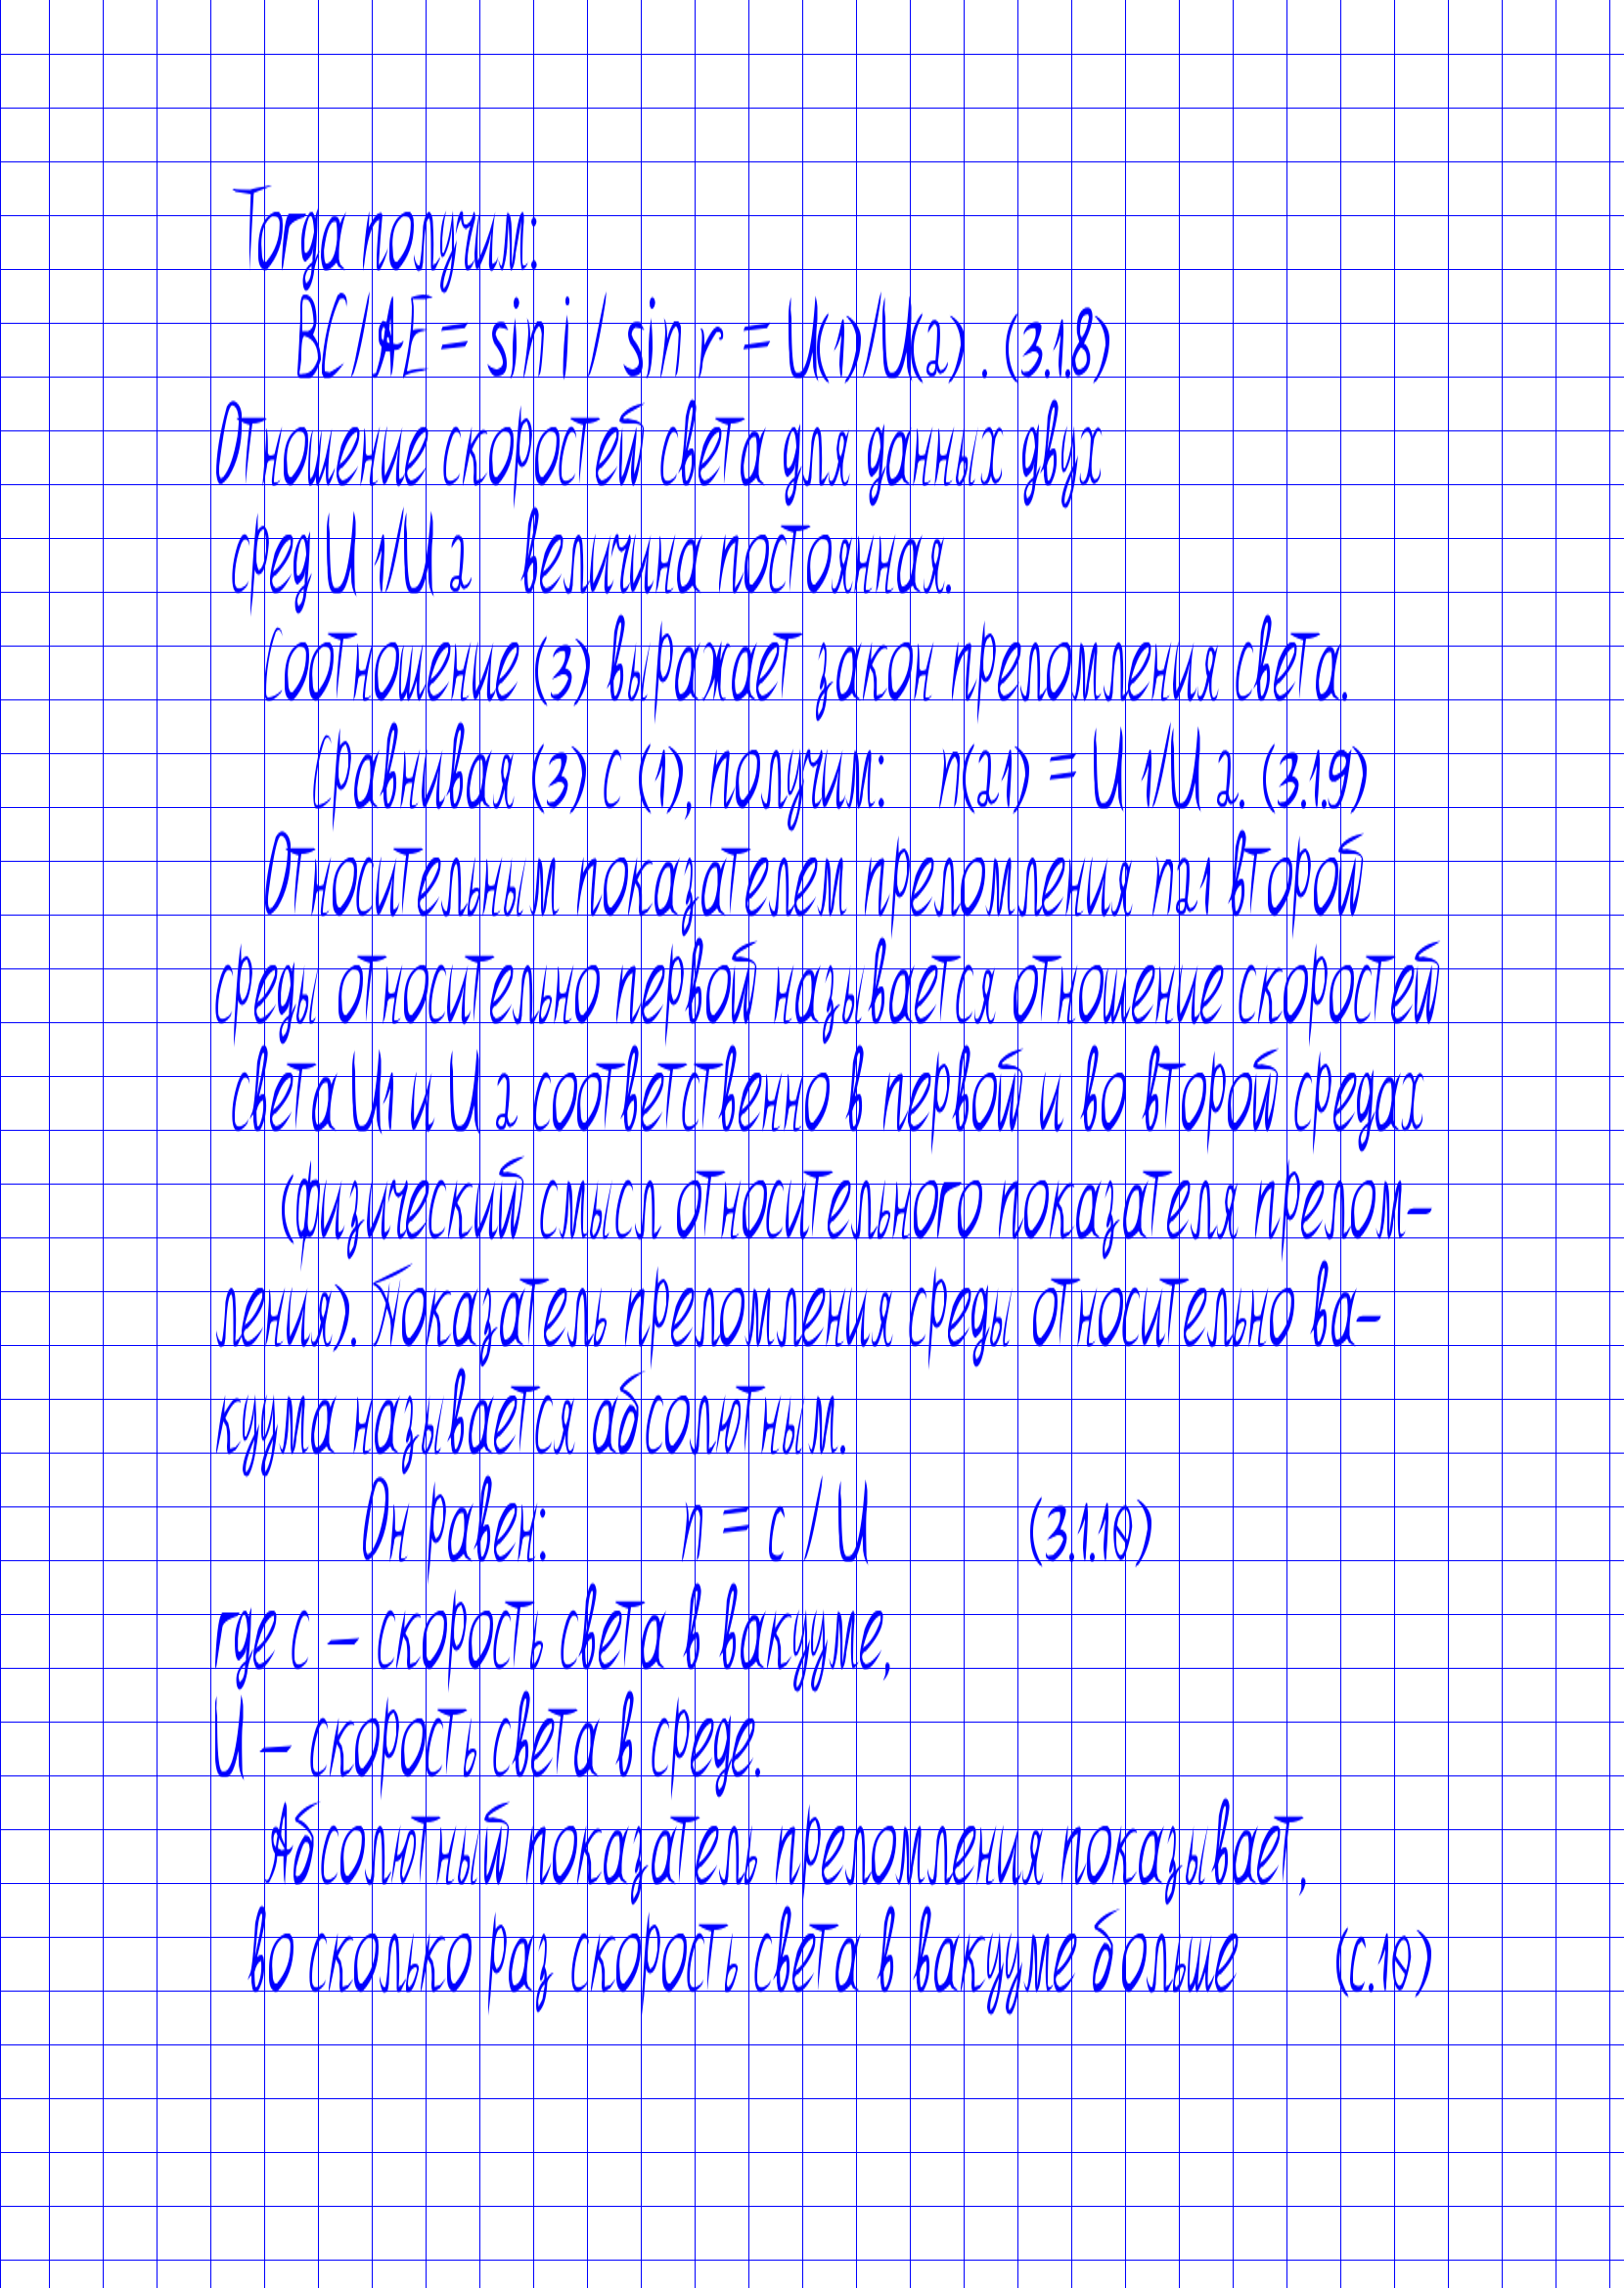 Тогда получим:
BC/AE = sin i / sin r = U(1)/U(2) . (3.1.8)
Отношение скоростей света для данных двух
сред U 1/U 2 величина постоянная.
Соотношение (3) выражает закон преломления света.
Сравнивая (3) с (1), получим: n(21) = U 1/U 2. (3.1.9)
Относительным показателем преломления n21 второй
среды относительно первой называется отношение скоростей
света U1 и U 2 соответственно в первой и во второй средах
(физический смысл относительного показателя прелом-
ления). Показатель преломления среды относительно ва-
куума называется абсолютным.
Он равен: n = c / U (3.1.10)
где c – скорость света в вакууме,
U – скорость света в среде.
Абсолютный показатель преломления показывает,
во сколько раз скорость света в вакууме больше (с.10)